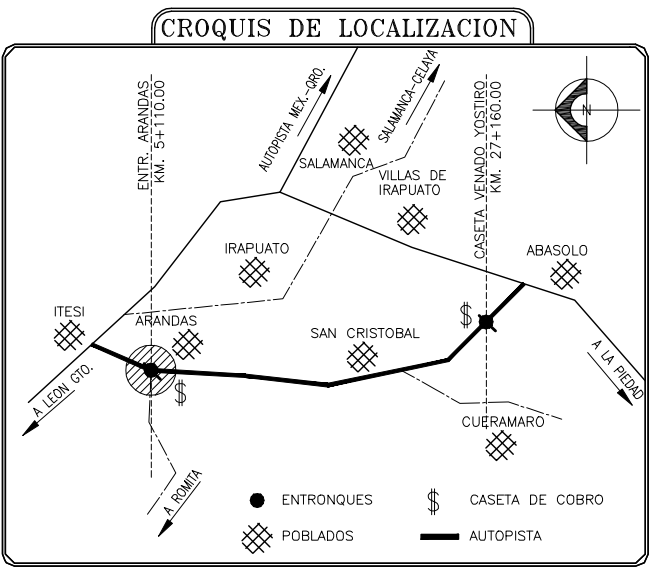 CROQUIS DE LOCALIZACION
ENTR. ARANDAS
KM. 5+110.00
AUTOPISTA MEX.-QRO.
SALAMANCA-CELAYA
CASETA VENADO YOSTIRO
KM. 27+160.00
N
SALAMANCA
VILLAS DE
IRAPUATO
IRAPUATO
ABASOLO
ITESI
ARANDAS
$
SAN CRISTOBAL
A LA PIEDAD
A LEON GTO.
$
CUERAMARO
A ROMITA
ENTRONQUES
$ CASETA DE COBRO
POBLADOS
AUTOPISTA